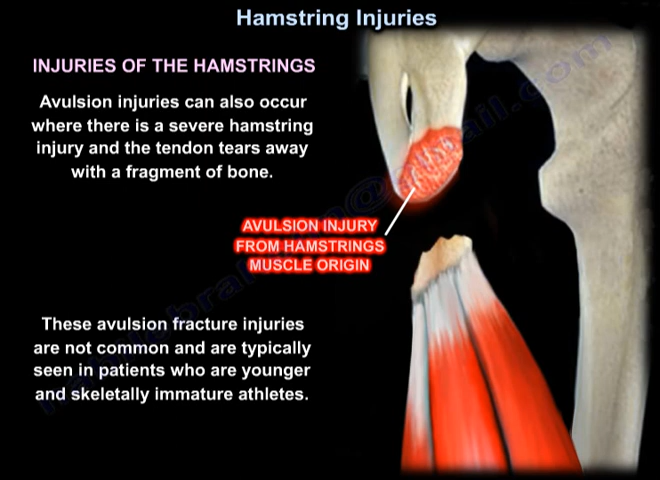 Hamstring Injuries
INJURIES OF THE HAMSTRINGS
Avulsion injuries can also occur
where there is a severe hamstring
injury and the tendon tears away
with a fragment of bone.
AVULSION INJURY
FROM HAMSTRINGS
MUSCLE ORIGIN
These avulsion fracture injuries
are not common and are typically
seen in patients who are younger
and skeletally immature athletes.